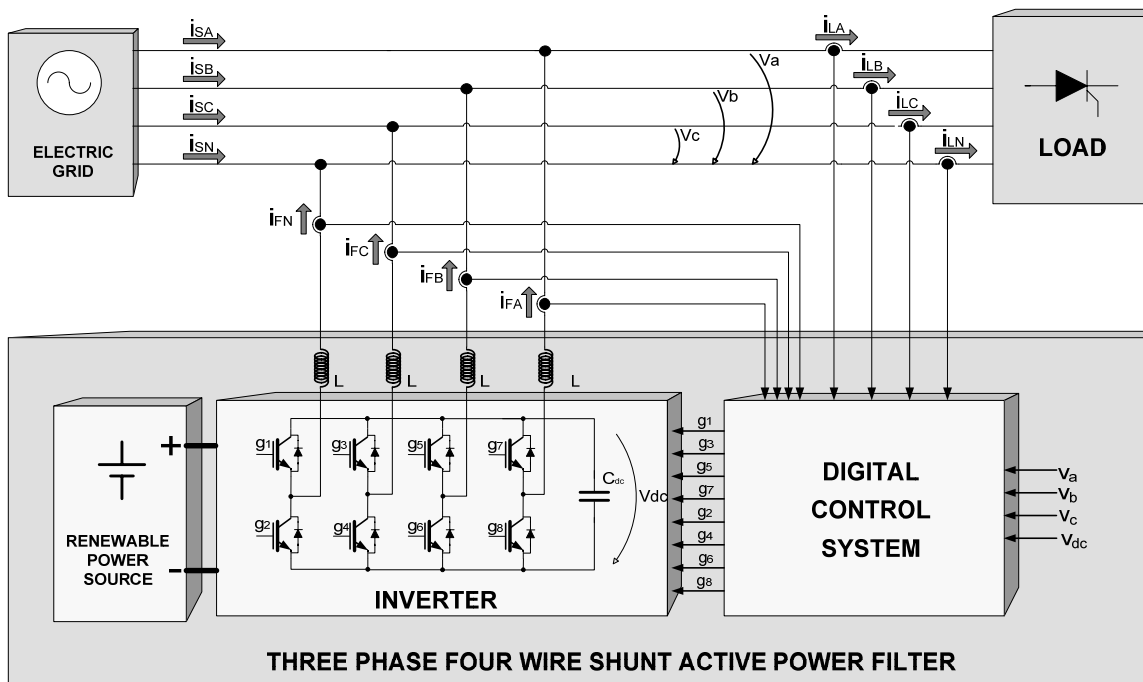 iSA
iSB
iSC
iSN
ELECTRIC
GRID
iLA
iLB
iLC
iLN
Va
Vb
Vc
LOAD
iFN
iFC
iFB
iFA
L
L
L
L
RENEWABLE
POWER
SOURCE
+
-
g1
g3
g5
g7
g2
g4
g6
g8
Cdc
Vdc
INVERTER
g1
g3
g5
g7
g2
g4
g6
g8
DIGITAL
CONTROL
SYSTEM
va
vb
vc
vdc
THREE PHASE FOUR WIRE SHUNT ACTIVE POWER FILTER